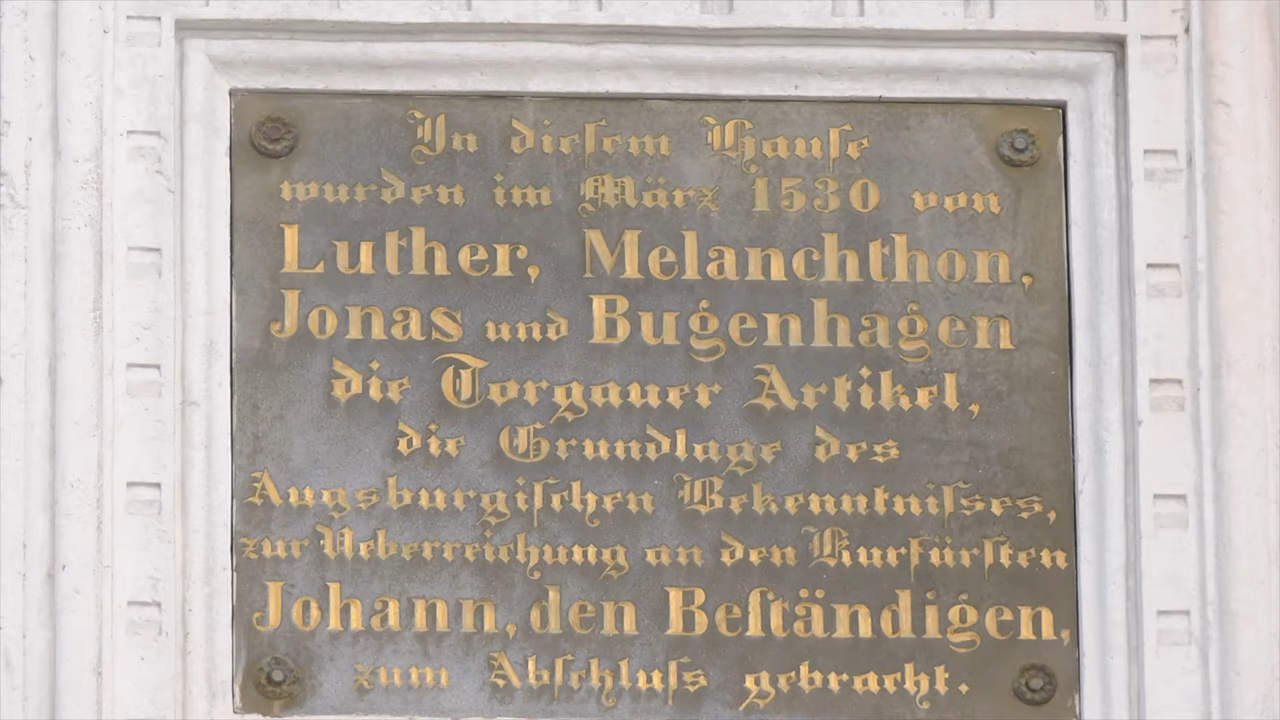 In dieſem Hauſe
wurden im März 1530 von
Luther, Melanchthon,
Jonas und Bugenhagen
die Torgauer Artikel,
die Grundlage des
Augsburgiſchen Bekenntniſses,
zur Ueberreichung an den Kurfürſten
Johann, den Beſtändigen,
zum Abſchluſs gebracht.